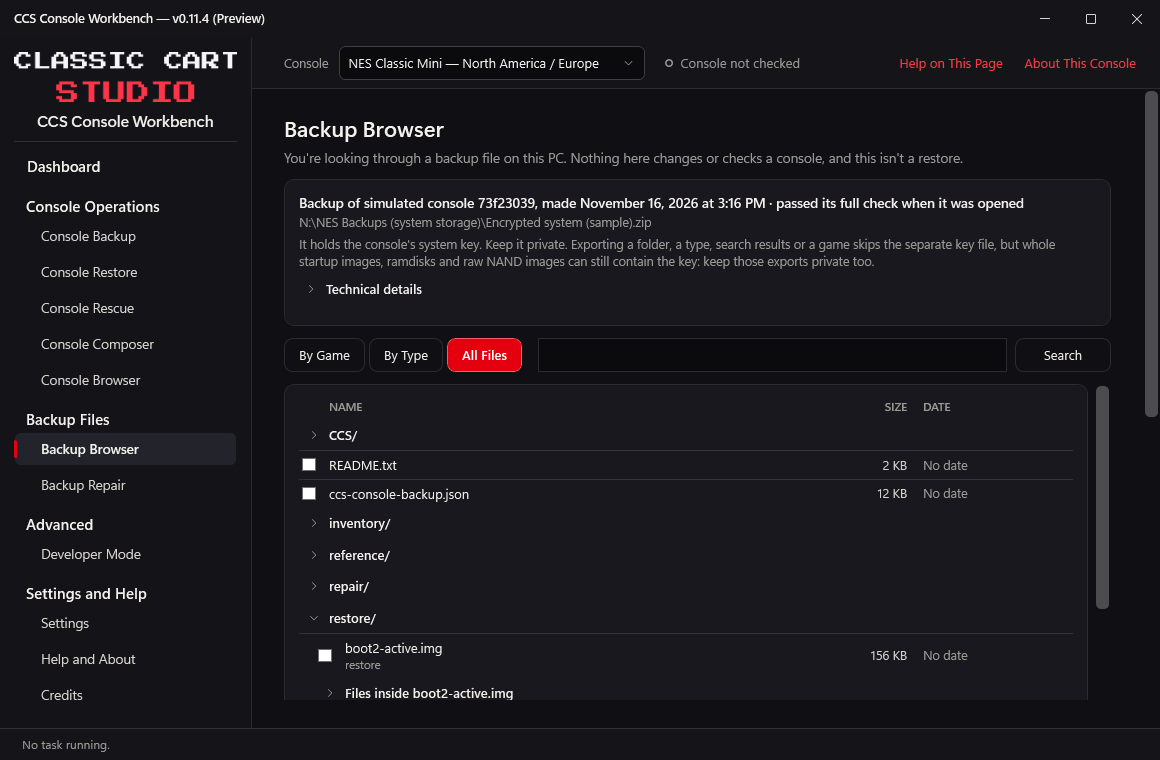 CCS Console Workbench — v0.11.4 (Preview)
CLASSIC CART
STUDIO
CCS Console Workbench
Dashboard
Console Operations
Console Backup
Console Restore
Console Rescue
Console Composer
Console Browser
Backup Files
Backup Browser
Backup Repair
Advanced
Developer Mode
Settings and Help
Settings
Help and About
Credits
Console
NES Classic Mini — North America / Europe
Console not checked
Help on This Page
About This Console
Backup Browser
You're looking through a backup file on this PC. Nothing here changes or checks a console, and this isn't a restore.
Backup of simulated console 73f23039, made November 16, 2026 at 3:16 PM · passed its full check when it was opened
N:\NES Backups (system storage)\Encrypted system (sample).zip
It holds the console's system key. Keep it private. Exporting a folder, a type, search results or a game skips the separate key file, but whole
startup images, ramdisks and raw NAND images can still contain the key: keep those exports private too.
Technical details
By Game
By Type
All Files
Search
NAME SIZE DATE
CCS/
README.txt 2 KB No date
ccs-console-backup.json 12 KB No date
inventory/
reference/
repair/
restore/
boot2-active.img 156 KB No date
restore
Files inside boot2-active.img
No task running.